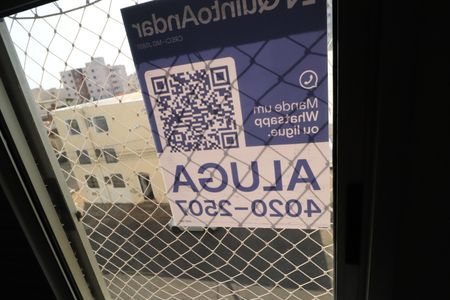 QuintoAndar
Mande um
Whatsapp
ou ligue.
ALUGA
4020-2507